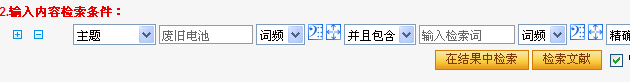 2.输入内容检索条件：
主题 废旧电池 词频 并且包含 输入检索词 词频 精确
在结果中检索 检索文献